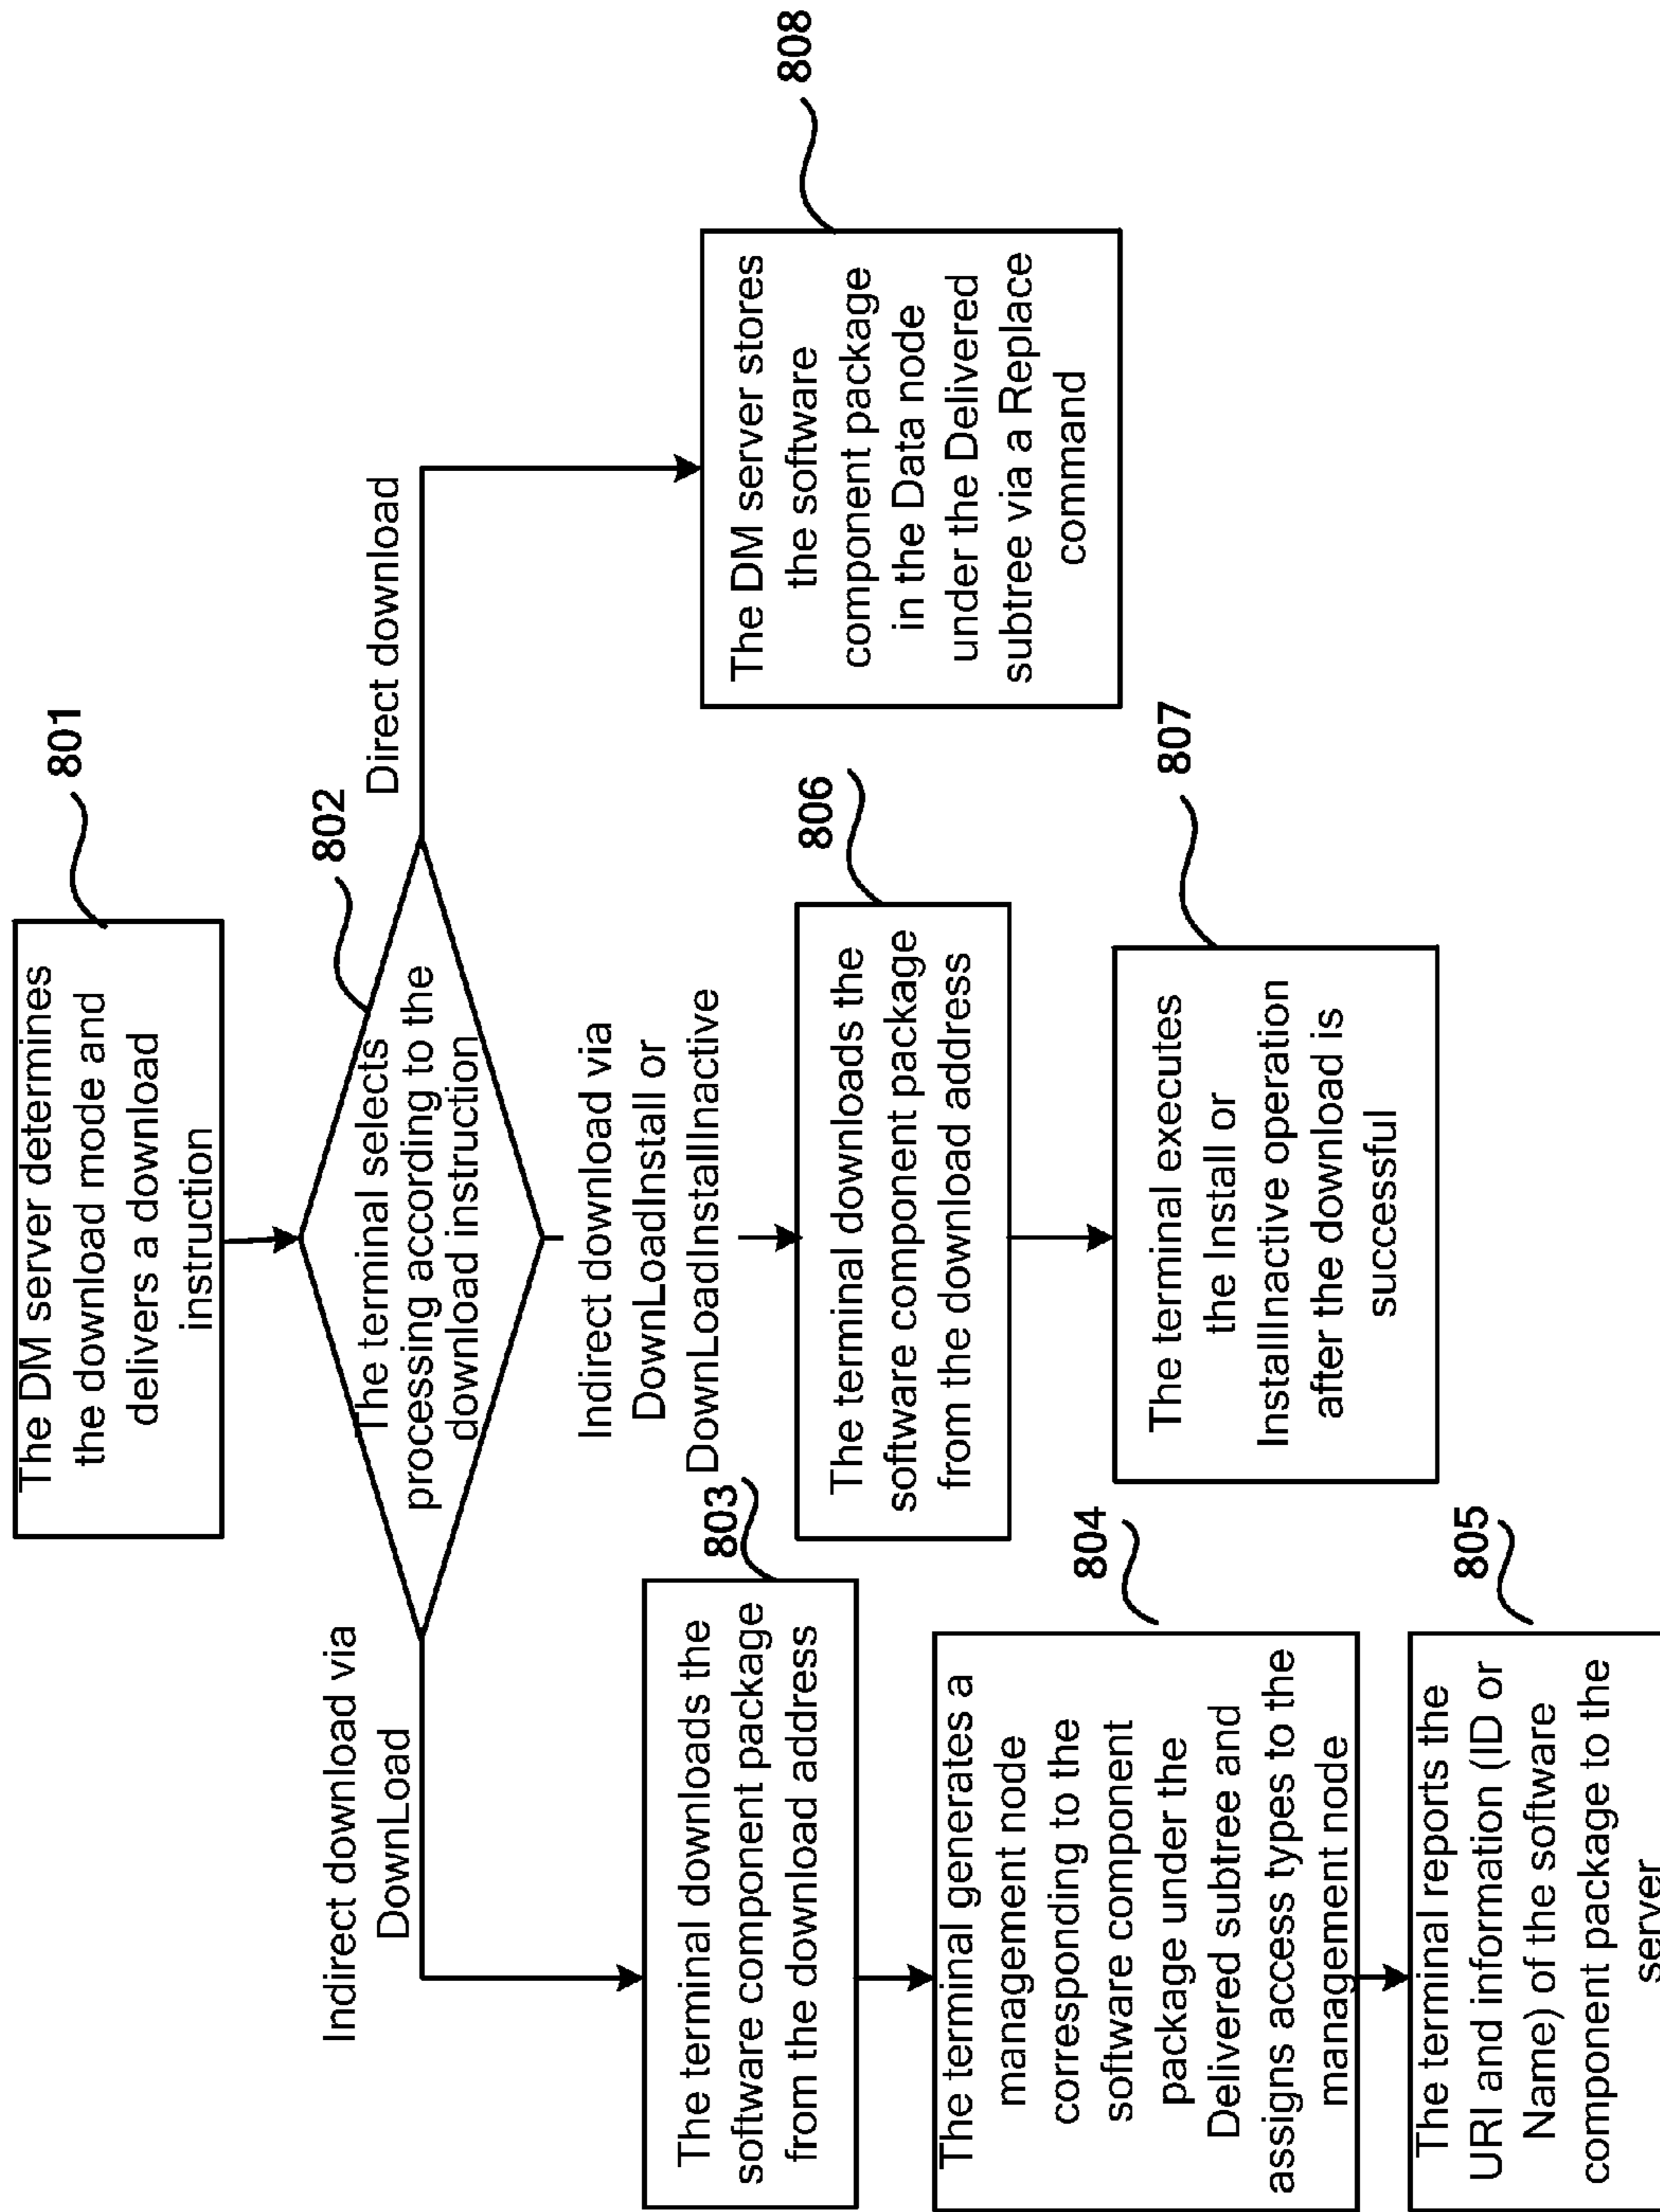 The DM server determines
the download mode and
delivers a download
instruction
801
The terminal selects
processing according to the
download instruction
802
Indirect download via
DownLoad
Indirect download via
DownLoadInstall or
DownLoadInstallInactive
Direct download
The terminal downloads the
software component package
from the download address
803
The terminal generates a
management node
corresponding to the
software component
package under the
Delivered subtree and
assigns access types to the
management node
804
The terminal reports the
URI and information (ID or
Name) of the software
component package to the
server
805
The terminal downloads the
software component package
from the download address
806
The terminal executes
the Install or
InstallInactive operation
after the download is
successful
807
The DM server stores
the software
component package
in the Data node
under the Delivered
subtree via a Replace
command
808